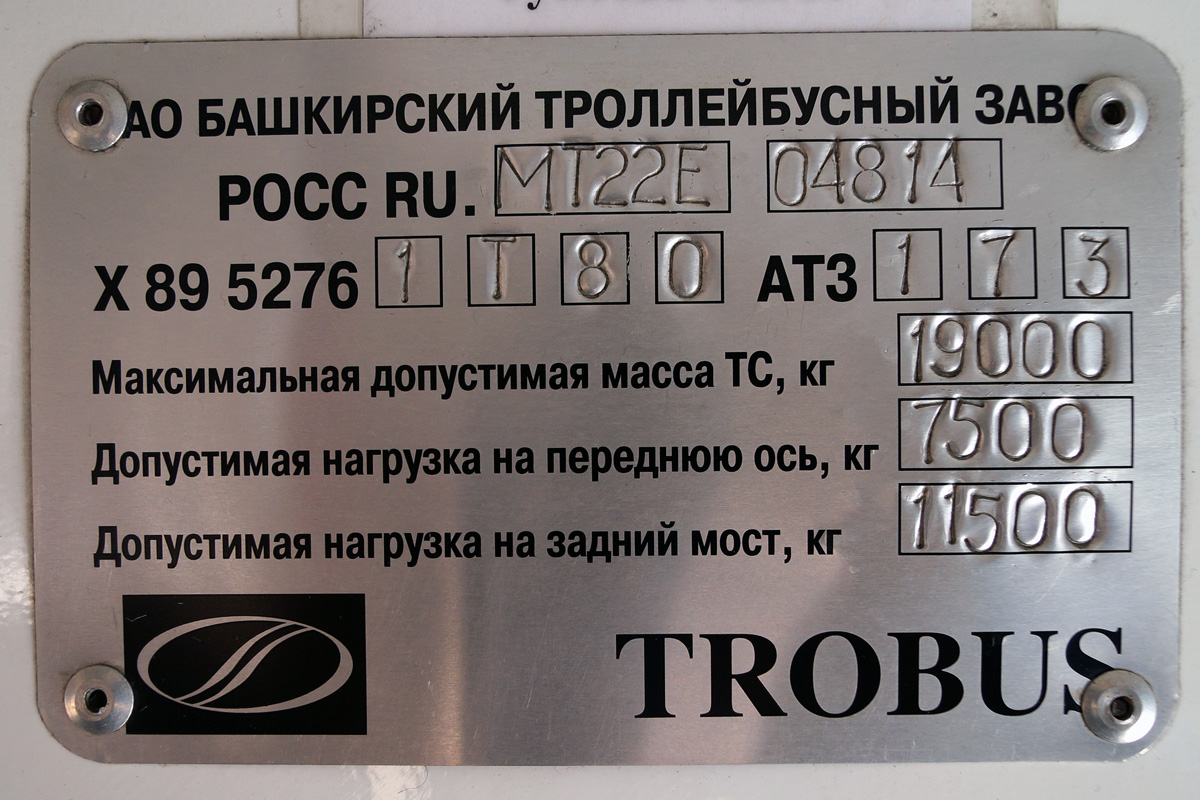 АО БАШКИРСКИЙ ТРОЛЛЕЙБУСНЫЙ ЗАВО
РОСС RU. МТ22Е 04814
X 89 5276 1 T 8 0 АТ3 1 7 3
Максимальная допустимая масса ТС, кг 19000
Допустимая нагрузка на переднюю ось, кг 7500
Допустимая нагрузка на задний мост, кг 11500
TROBUS